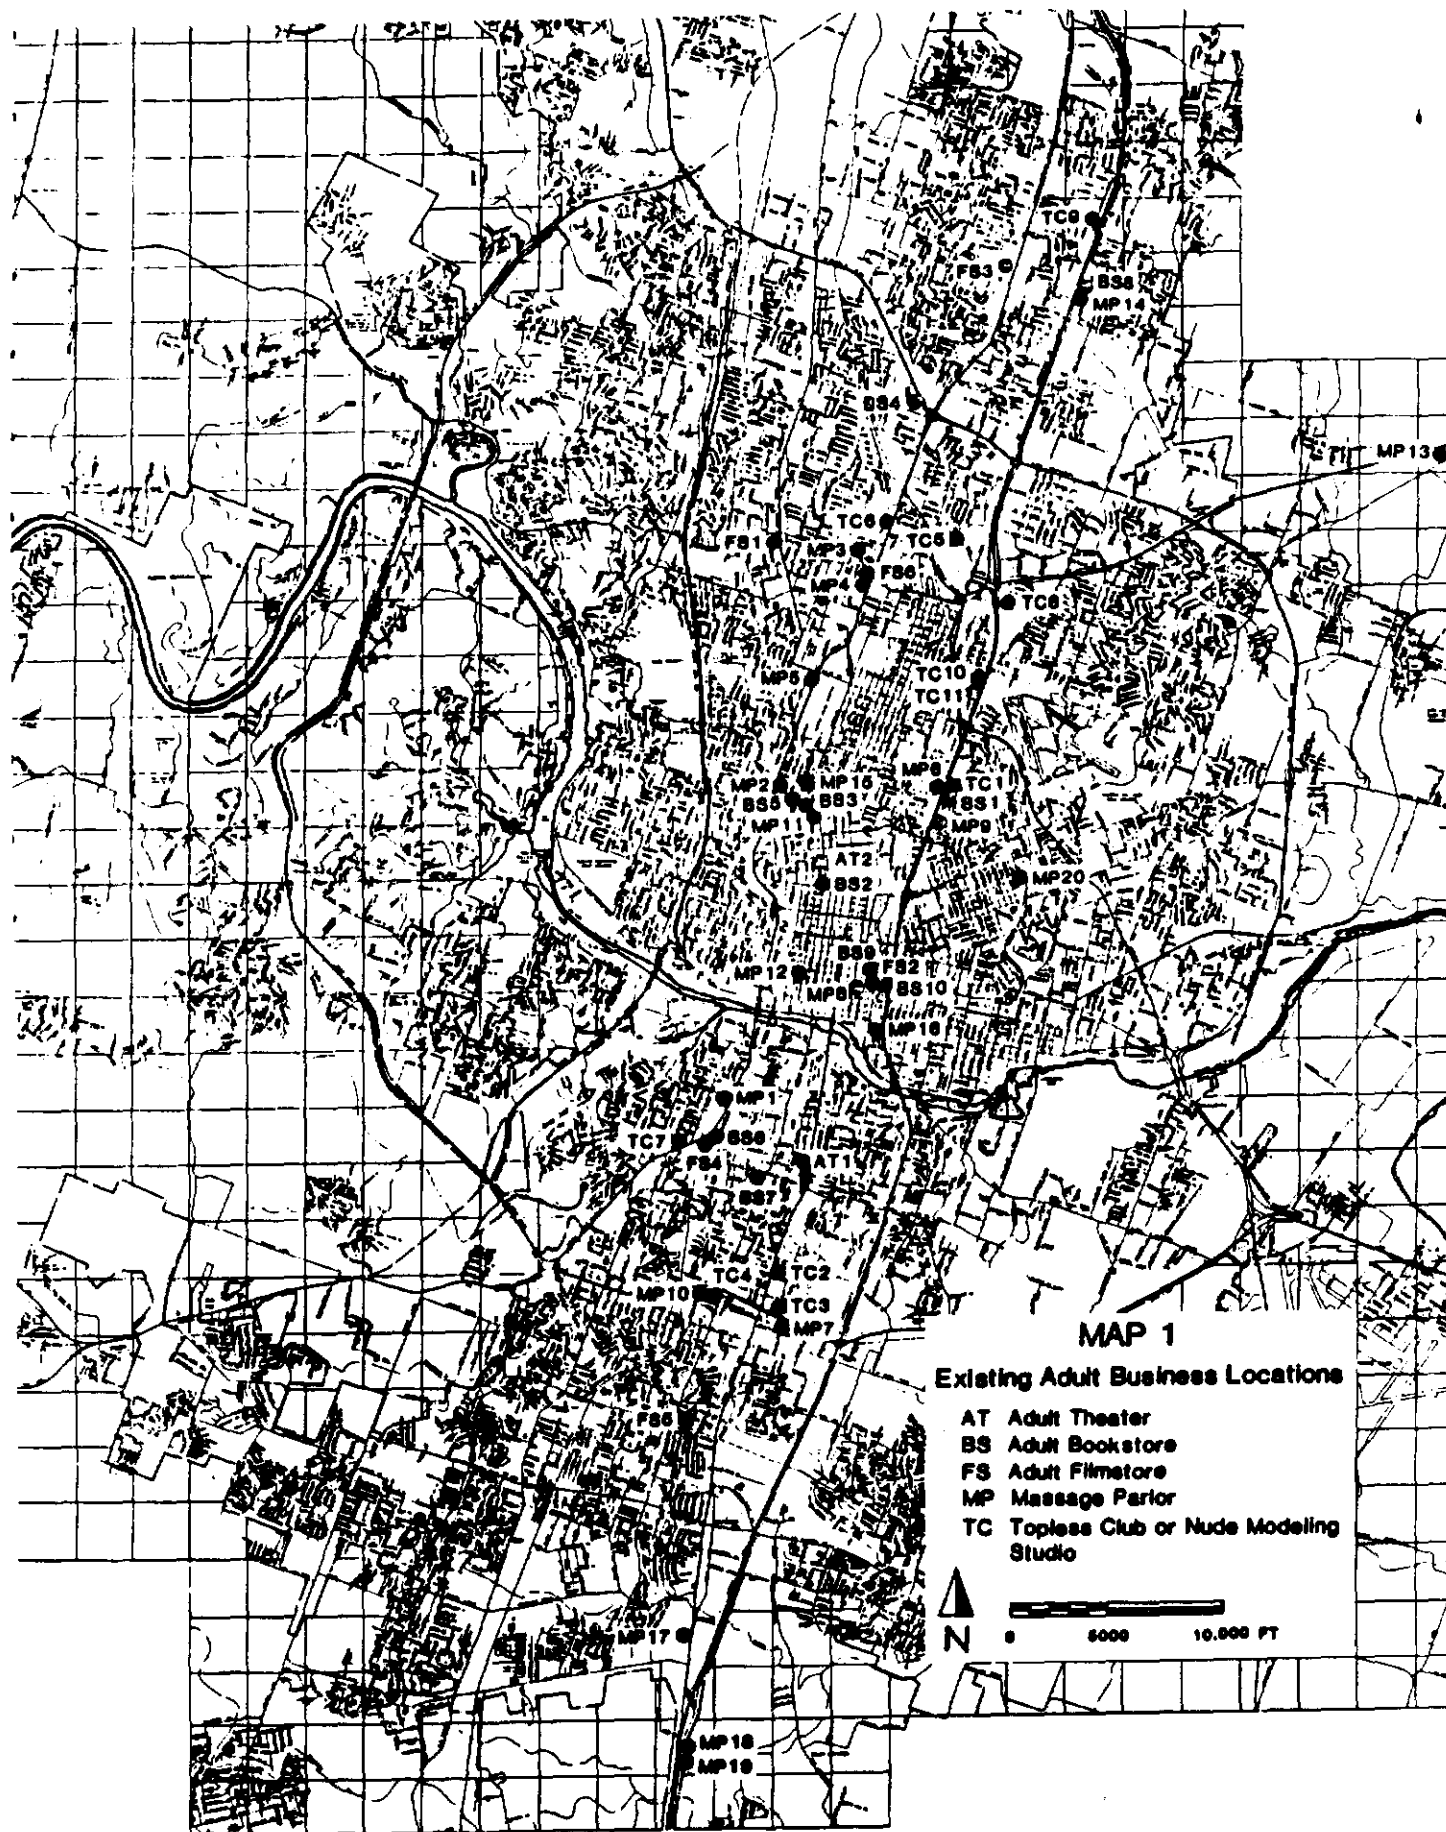 TC9
FS3
BS8
MP14
BS4
MP13
TC6
FS1
TC5
MP3
FS6
MP4
TC8
TC10
MP5
TC11
MP6
MP2
MP15
TC1
BS5
BS3
BS1
MP11
MP9
AT2
BS2
MP20
BS9
MP12
FS2
MP8
BS10
MP16
MP1
TC7
BS6
FS4
AT1
BS7
TC4
TC2
MP10
TC3
MP7
FS5
MP17
MP18
MP19
MAP 1
Existing Adult Business Locations
AT Adult Theater
BS Adult Bookstore
FS Adult Filmstore
MP Massage Parlor
TC Topless Club or Nude Modeling
Studio
N
0 5000 10.000 FT